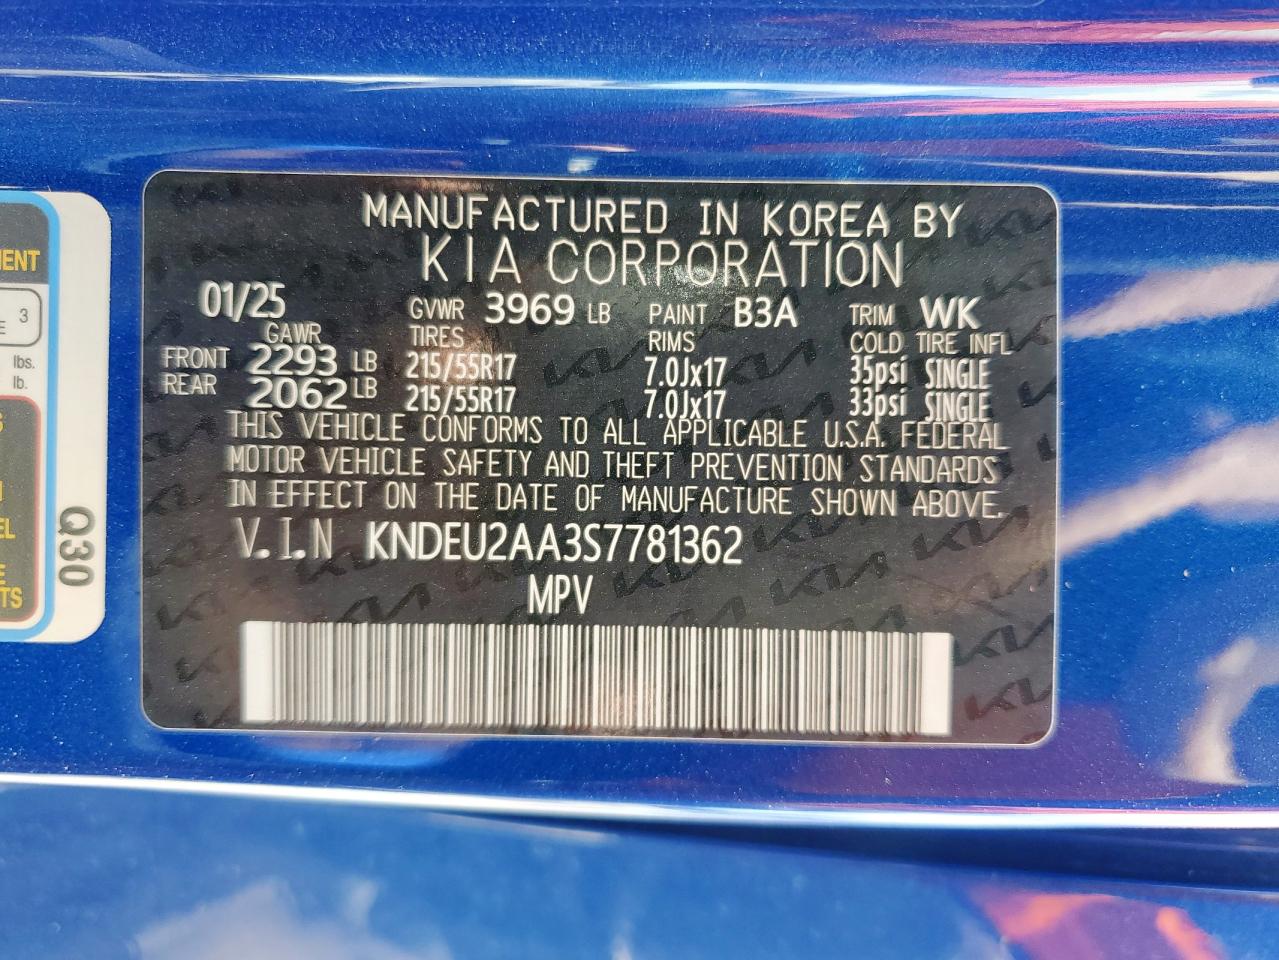 MANUFACTURED IN KOREA BY
KIA CORPORATION
01/25 GVWR 3969 LB PAINT B3A TRIM WK
GAWR TIRES RIMS COLD TIRE INFL
FRONT 2293 LB 215/55R17 7.0Jx17 35psi SINGLE
REAR 2062 LB 215/55R17 7.0Jx17 33psi SINGLE
THIS VEHICLE CONFORMS TO ALL APPLICABLE U.S.A. FEDERAL
MOTOR VEHICLE SAFETY AND THEFT PREVENTION STANDARDS
IN EFFECT ON THE DATE OF MANUFACTURE SHOWN ABOVE.
V.I.N KNDEU2AA3S7781362
MPV
3
lbs.
lb.
Q30